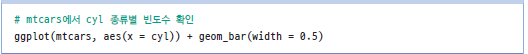 # mtcars에서 cyl 종류별 빈도수 확인
ggplot(mtcars, aes(x = cyl)) + geom_bar(width = 0.5)